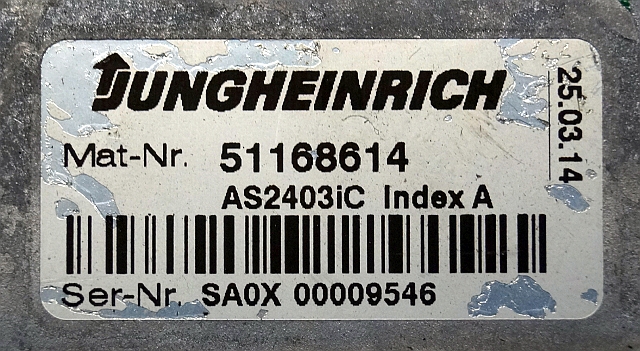 JUNGHEINRICH
25.03.14
Mat-Nr. 51168614
AS2403iC Index A
Ser-Nr. SA0X 00009546